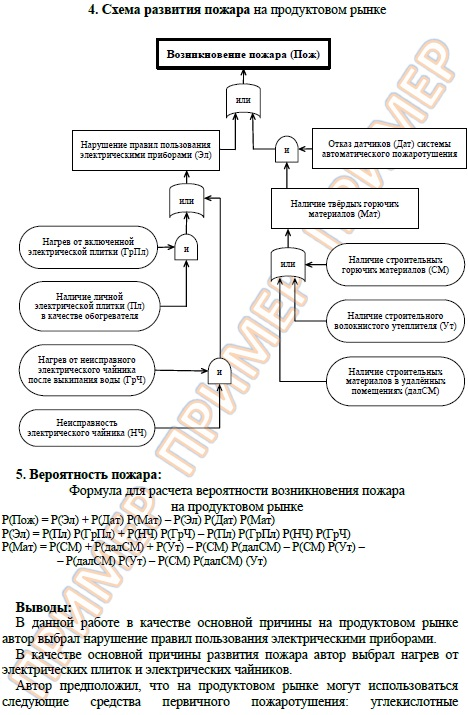 4. Схема развития пожара на продуктовом рынке
Возникновение пожара (Пож)
или
Нарушение правил пользования
электрическими приборами (Эл)
и
Отказ датчиков (Дат) системы
автоматического пожаротушения
или
Наличие твёрдых горючих
материалов (Мат)
Нагрев от включенной
электрической плитки (ГрПл)
и
или
Наличие строительных
горючих материалов (СМ)
Наличие личной
электрической плитки (Пл)
в качестве обогревателя
Наличие строительного
волокнистого утеплителя (Ут)
Нагрев от неисправного
электрического чайника
после выкипания воды (ГрЧ)
и
Наличие строительных
материалов в удалённых
помещениях (далСМ)
Неисправность
электрического чайника (НЧ)
5. Вероятность пожара:
Формула для расчета вероятности возникновения пожара
на продуктовом рынке
P(Пож) = P(Эл) + P(Дат) P(Мат) – P(Эл) P(Дат) P(Мат)
P(Эл) = P(Пл) P(ГрПл) + P(НЧ) P(ГрЧ) – P(Пл) P(ГрПл) P(НЧ) P(ГрЧ)
P(Мат) = P(СМ) + P(далСМ) + P(Ут) – P(СМ) P(далСМ) – P(СМ) P(Ут) –
– P(далСМ) P(Ут) – P(СМ) P(далСМ) (Ут)
Выводы:
В данной работе в качестве основной причины на продуктовом рынке
автор выбрал нарушение правил пользования электрическими приборами.
В качестве основной причины развития пожара автор выбрал нагрев от
электрических плиток и электрических чайников.
Автор предположил, что на продуктовом рынке могут использоваться
следующие средства первичного пожаротушения: углекислотные
ПРИМЕР ПРИМЕР ПРИМЕР
PИМЕР